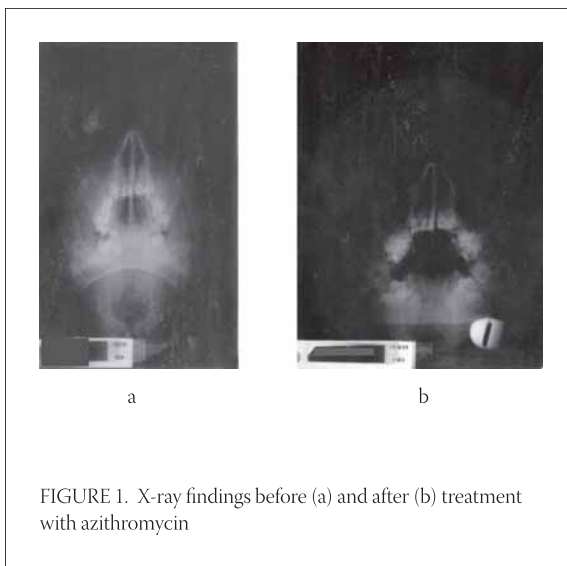 a
b
FIGURE 1. X-ray findings before (a) and after (b) treatment
with azithromycin